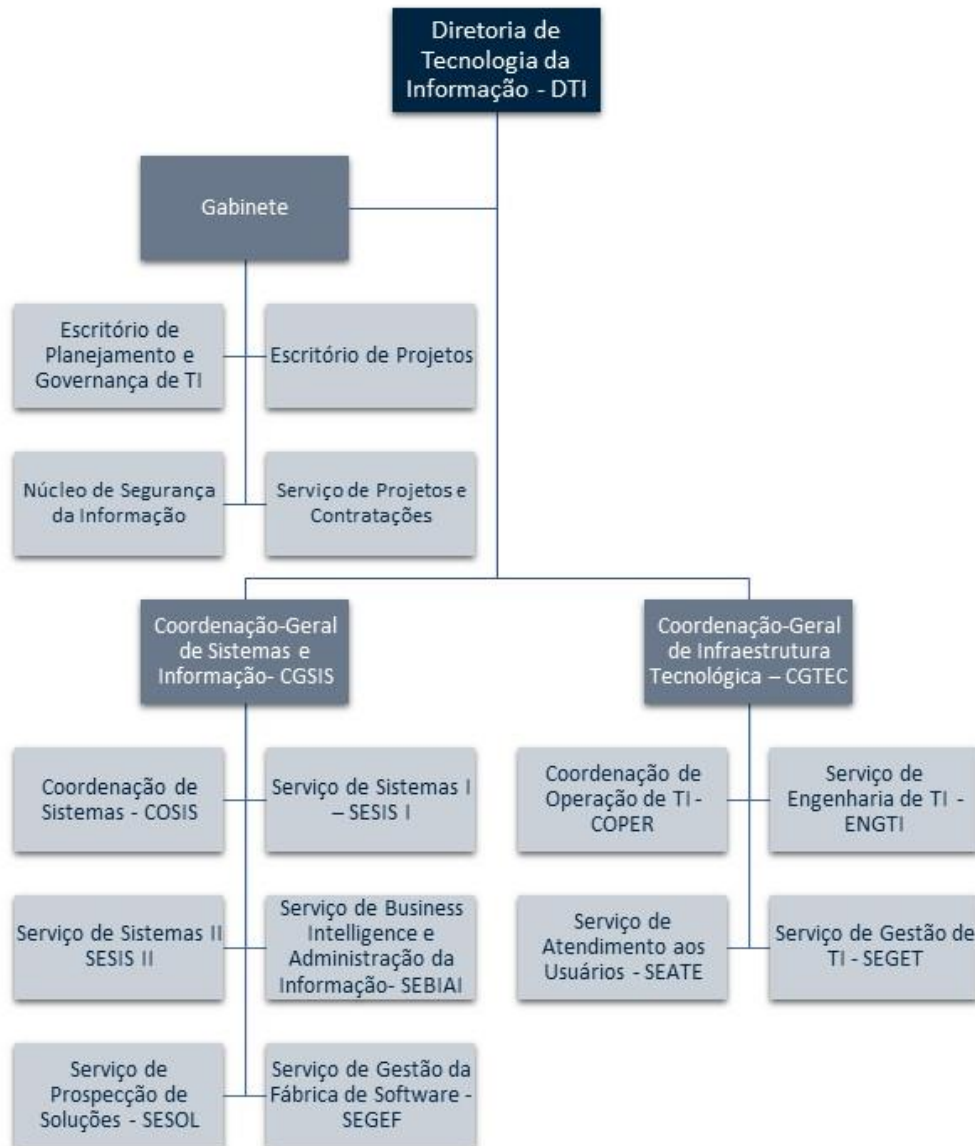 Diretoria de
Tecnologia da
Informação - DTI
Gabinete
Escritório de
Planejamento e
Governança de TI
Escritório de Projetos
Núcleo de Segurança
da Informação
Serviço de Projetos e
Contratações
Coordenação-Geral
de Sistemas e
Informação- CGSIS
Coordenação-Geral
de Infraestrutura
Tecnológica – CGTEC
Coordenação de
Sistemas - COSIS
Serviço de Sistemas I
– SESIS I
Coordenação de
Operação de TI -
COPER
Serviço de
Engenharia de TI -
ENGTI
Serviço de Sistemas II
SESIS II
Serviço de Business
Intelligence e
Administração da
Informação- SEBIAI
Serviço de
Atendimento aos
Usuários - SEATE
Serviço de Gestão de
TI - SEGET
Serviço de
Prospecção de
Soluções - SESOL
Serviço de Gestão da
Fábrica de Software -
SEGEF